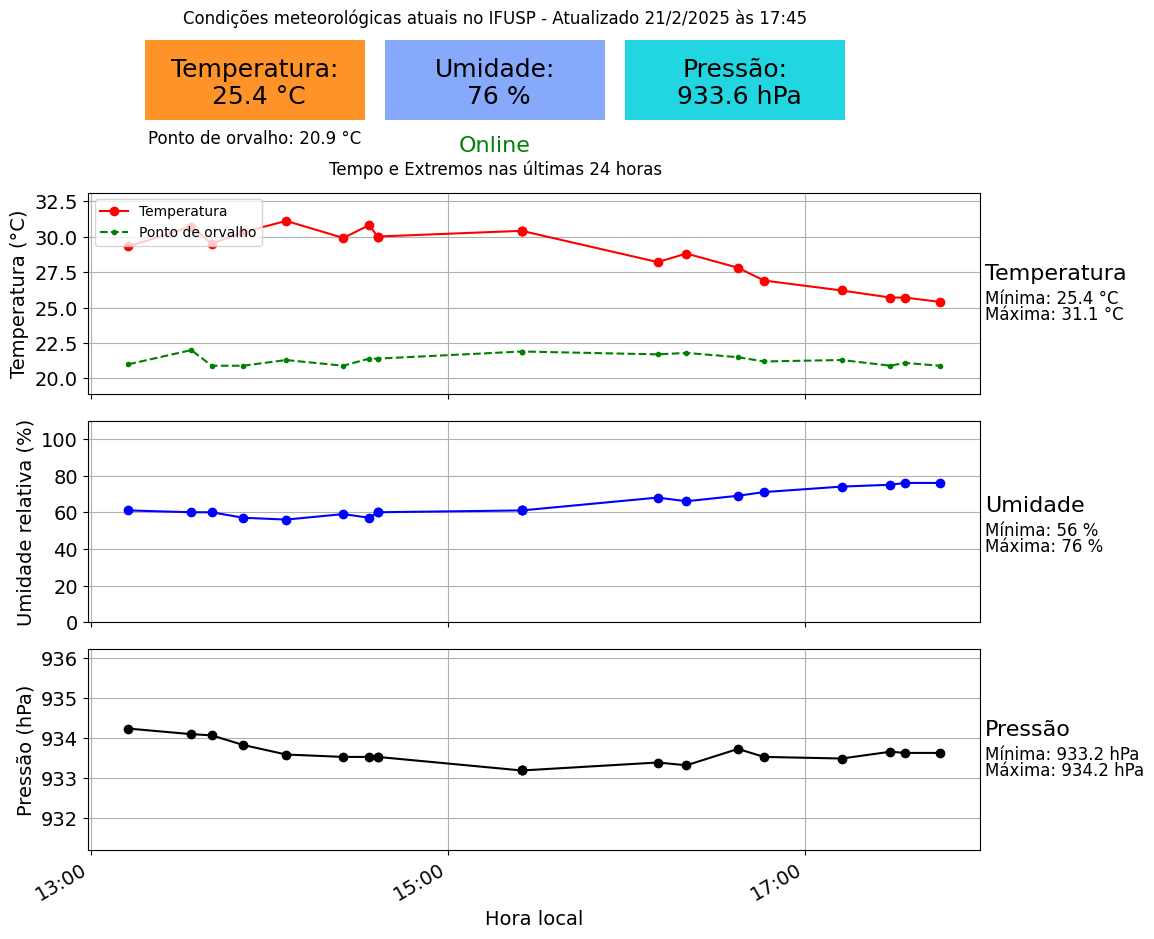 Condições meteorológicas atuais no IFUSP - Atualizado 21/2/2025 às 17:45
Temperatura:
25.4 °C
Umidade:
76 %
Pressão:
933.6 hPa
Ponto de orvalho: 20.9 °C
Online
Tempo e Extremos nas últimas 24 horas
Temperatura (°C)
32.5
30.0
27.5
25.0
22.5
20.0
Temperatura
Ponto de orvalho
Temperatura
Mínima: 25.4 °C
Máxima: 31.1 °C
Umidade relativa (%)
100
80
60
40
20
0
Umidade
Mínima: 56 %
Máxima: 76 %
Pressão (hPa)
936
935
934
933
932
Pressão
Mínima: 933.2 hPa
Máxima: 934.2 hPa
13:00
15:00
17:00
Hora local